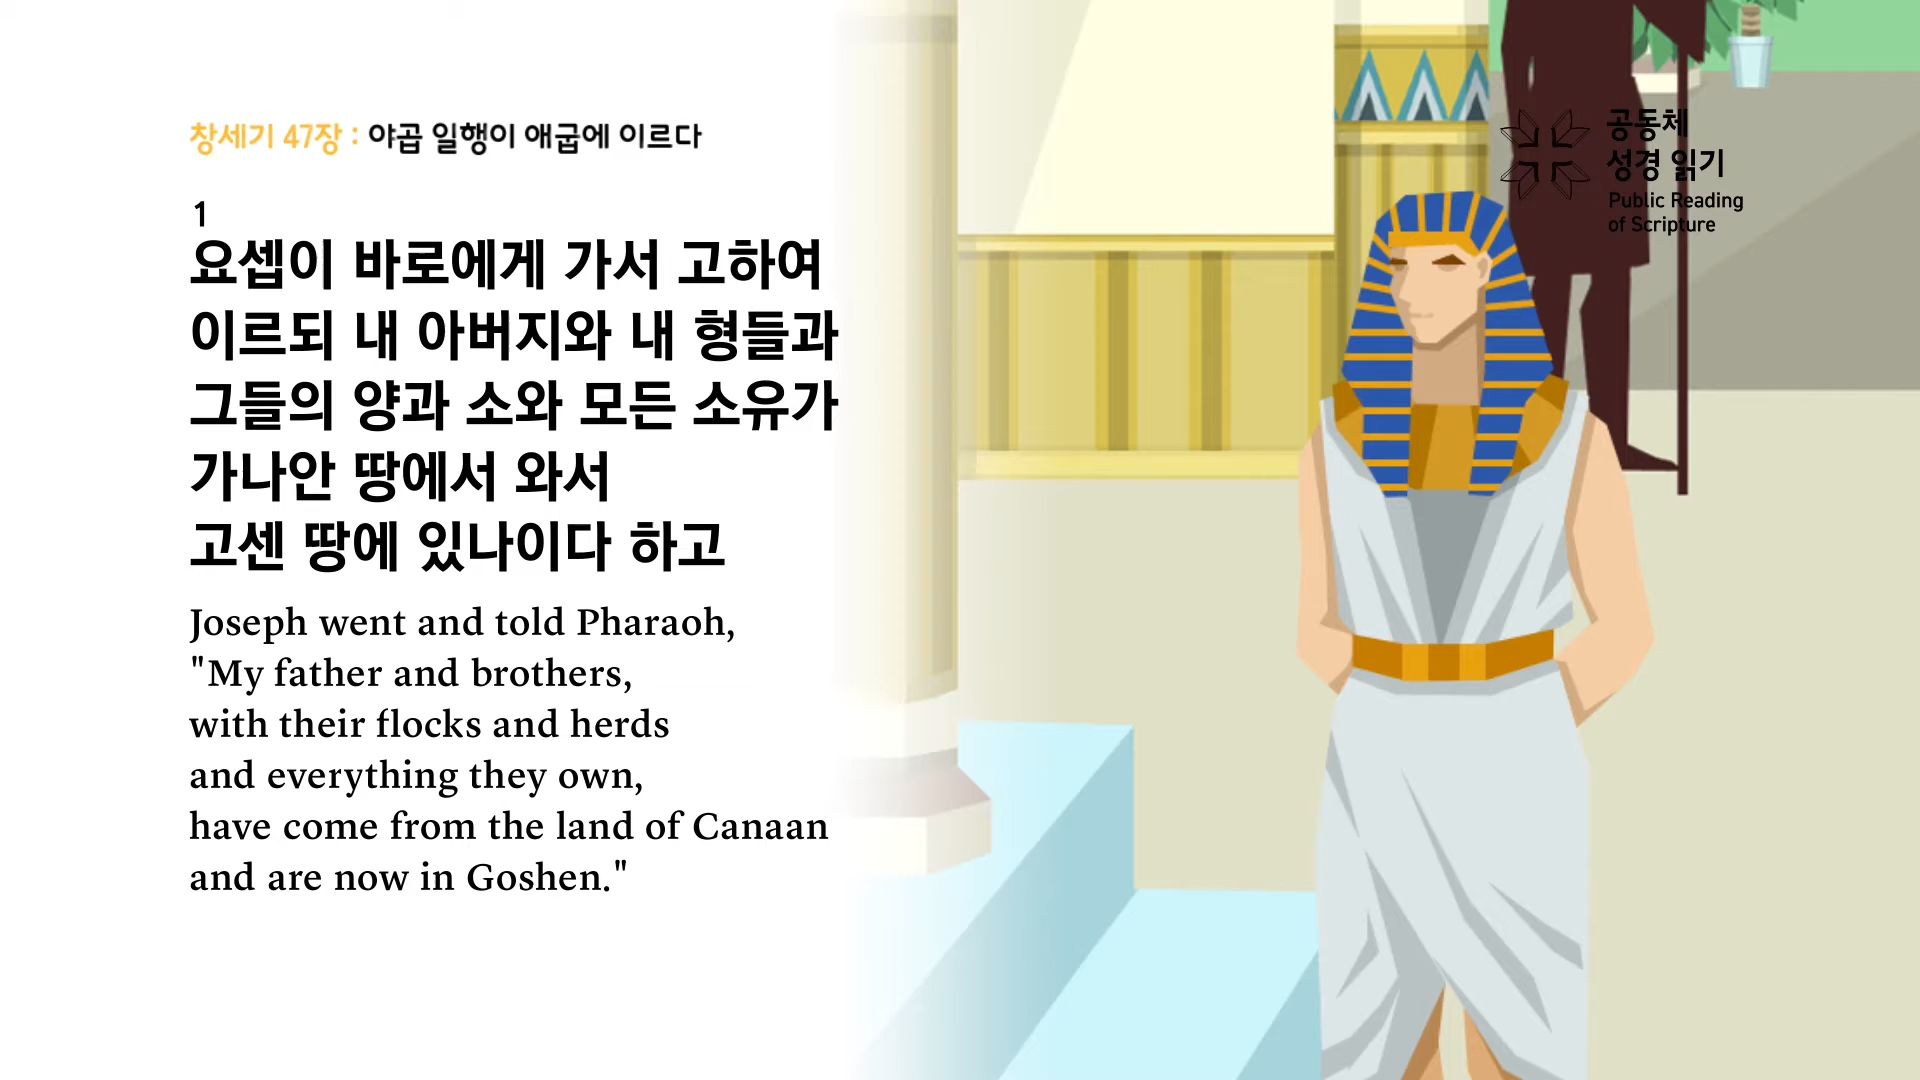 창세기 47장 : 야곱 일행이 애굽에 이르다
1
요셉이 바로에게 가서 고하여
이르되 내 아버지와 내 형들과
그들의 양과 소와 모든 소유가
가나안 땅에서 와서
고센 땅에 있나이다 하고
Joseph went and told Pharaoh,
"My father and brothers,
with their flocks and herds
and everything they own,
have come from the land of Canaan
and are now in Goshen."
공동체
성경 읽기
Public Reading
of Scripture